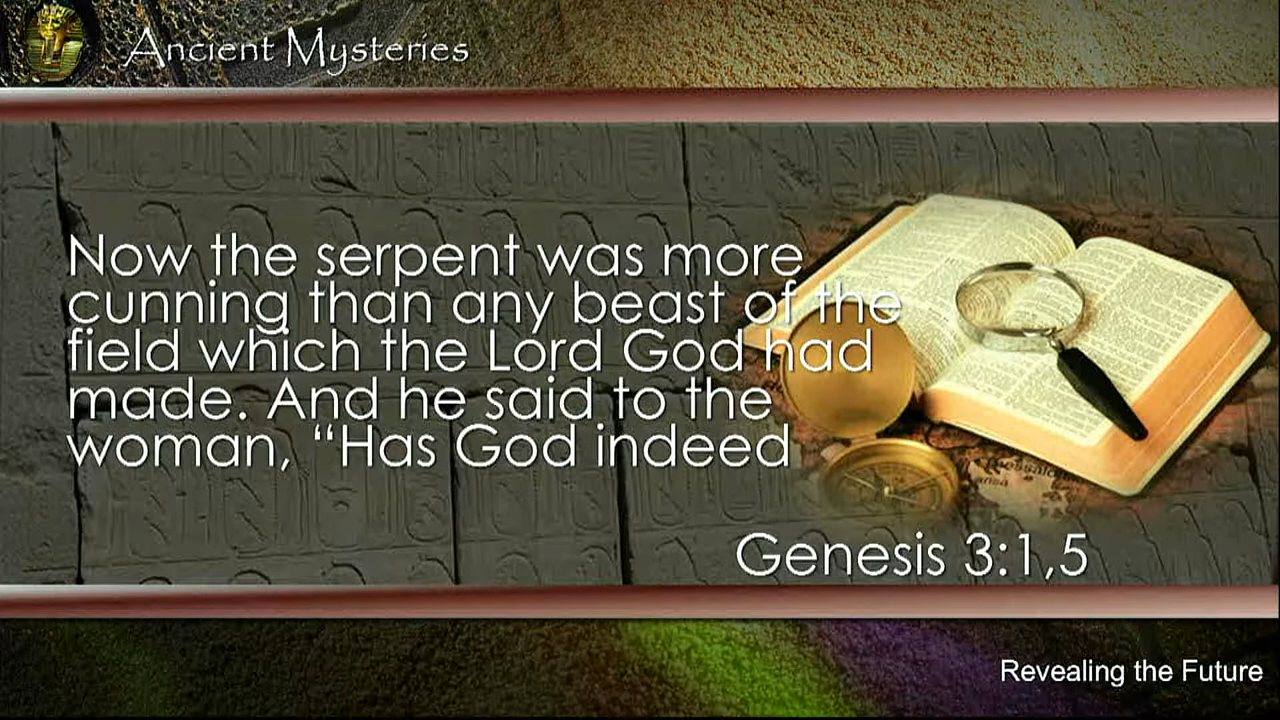 Ancient Mysteries
Now the serpent was more
cunning than any beast of the
field which the Lord God had
made. And he said to the
woman, “Has God indeed
Genesis 3:1,5
Revealing the Future